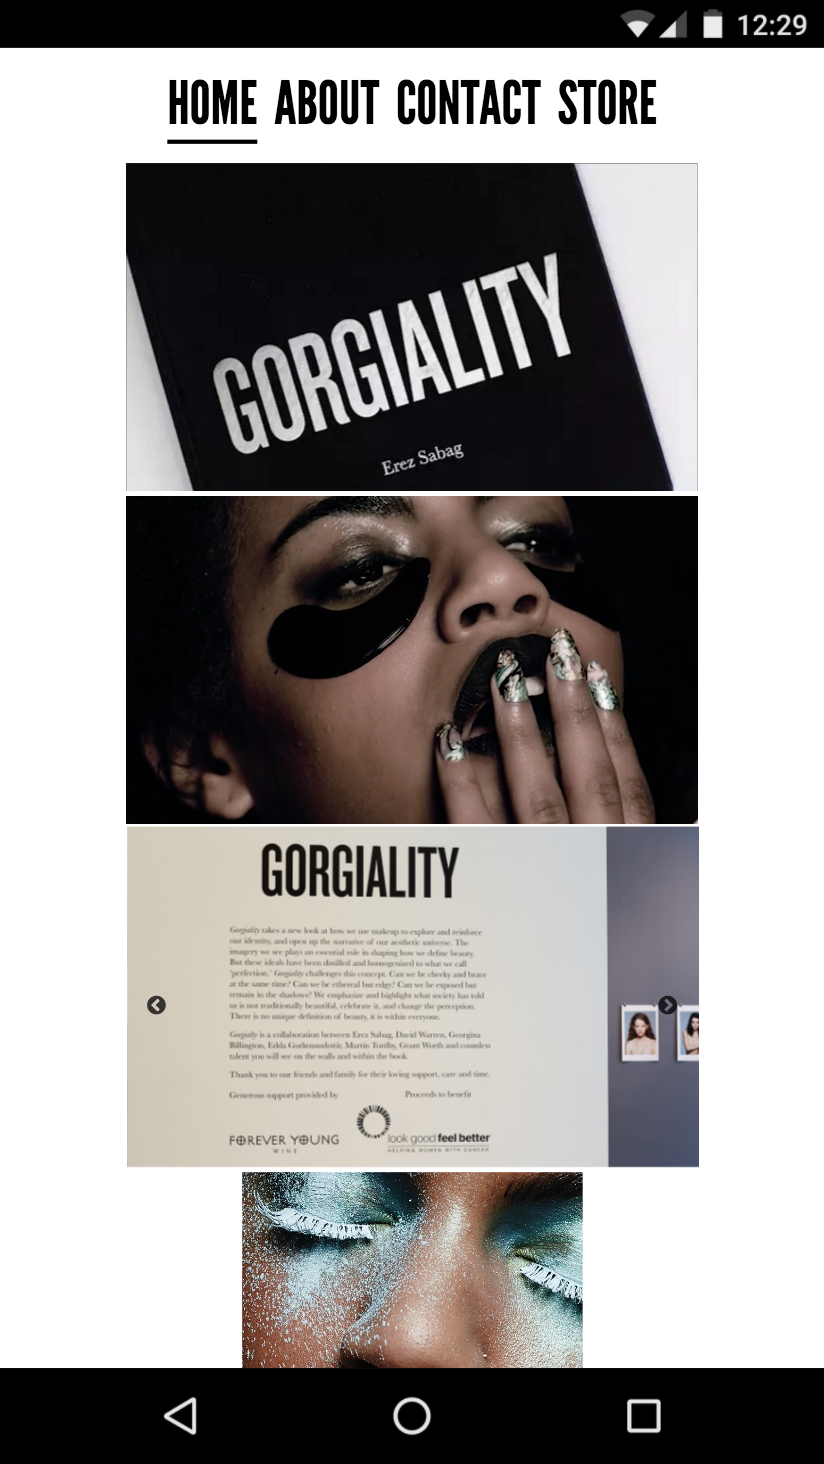 12:29
HOME ABOUT CONTACT STORE
GORGIALITY
Erez Sabag
GORGIALITY
Gorgiality takes a new look at how we use makeup to explore and reinforce
our identity, and open up the narrative of our aesthetic universe. The
imagery we see plays an essential role in shaping how we define beauty.
But these ideals have been distilled and homogenized to what we call
'perfection.' Gorgiality challenges this concept. Can we be cheeky and brave
at the same time? Can we be ethereal but edgy? Can we be exposed but
remain in the shadows? We emphasize and highlight what society has told
us is not traditionally beautiful, celebrate it, and change the perception.
There is no unique definition of beauty, it is within everyone.
Gorgiality is a collaboration between Erez Sabag, David Warren, Georgina
Billington, Edda Gudmundsdottir, Martin Tordby, Grant Worth and countless
talent you will see on the walls and within the book.
Thank you to our friends and family for their loving support, care and time.
Generous support provided by Proceeds to benefit
FOREVER YOUNG
WINE
look good feel better
HELPING WOMEN WITH CANCER